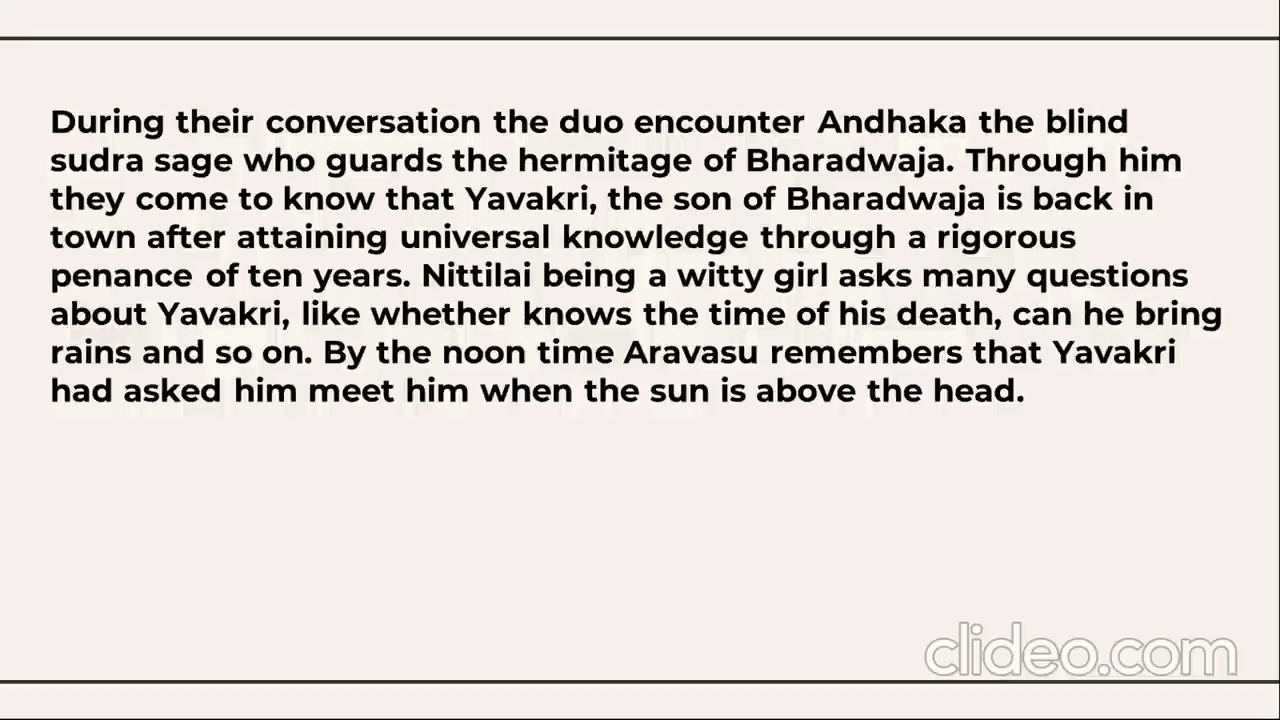 During their conversation the duo encounter Andhaka the blind
sudra sage who guards the hermitage of Bharadwaja. Through him
they come to know that Yavakri, the son of Bharadwaja is back in
town after attaining universal knowledge through a rigorous
penance of ten years. Nittilai being a witty girl asks many questions
about Yavakri, like whether knows the time of his death, can he bring
rains and so on. By the noon time Aravasu remembers that Yavakri
had asked him meet him when the sun is above the head.
clideo.com